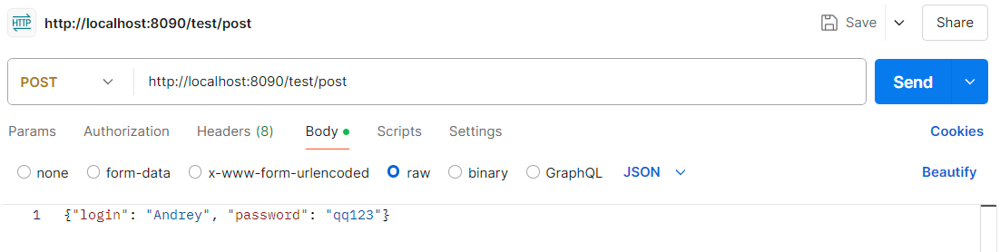 HTTP http://localhost:8090/test/post Save Share
POST http://localhost:8090/test/post Send
Params Authorization Headers (8) Body Scripts Settings Cookies
none form-data x-www-form-urlencoded raw binary GraphQL JSON Beautify
1 {"login": "Andrey", "password": "qq123"}